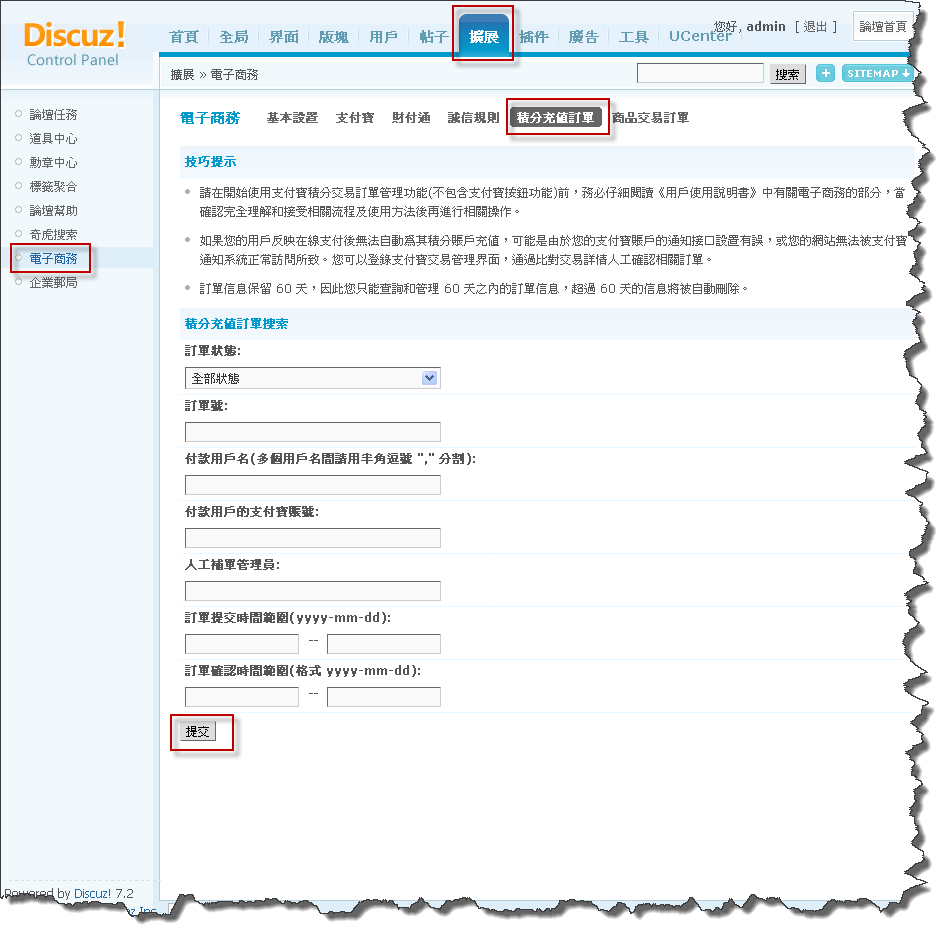 Discuz!
Control Panel
首頁 全局 界面 版塊 用戶 帖子 擴展 插件 廣告 工具 UCenter
您好, admin [ 退出 ] 論壇首頁
擴展 » 電子商務
搜索 + SITEMAP
論壇任務
道具中心
勳章中心
標籤聚合
論壇幫助
奇虎搜索
電子商務
企業郵局
電子商務 基本設置 支付寶 財付通 誠信規則 積分充值訂單 商品交易訂單
技巧提示
請在開始使用支付寶積分交易訂單管理功能(不包含支付寶按鈕功能)前，務必仔細閱讀《用戶使用說明書》中有關電子商務的部分，當
確認完全理解和接受相關流程及使用方法後再進行相關操作。
如果您的用戶反映在線支付後無法自動爲其積分賬戶充值，可能是由於您的支付寶賬戶的通知接口設置有誤，或您的網站無法被支付寶
通知系統正常訪問所致。您可以登錄支付寶交易管理界面，通過比對交易詳情人工確認相關訂單。
訂單信息保留 60 天，因此您只能查詢和管理 60 天之內的訂單信息，超過 60 天的信息將被自動刪除。
積分充值訂單搜索
訂單狀態:
全部狀態
訂單號:
付款用戶名(多個用戶名間請用半角逗號 "," 分割):
付款用戶的支付寶賬號:
人工補單管理員:
訂單提交時間範圍(yyyy-mm-dd):
--
訂單確認時間範圍(格式 yyyy-mm-dd):
--
提交
Powered by Discuz! 7.2